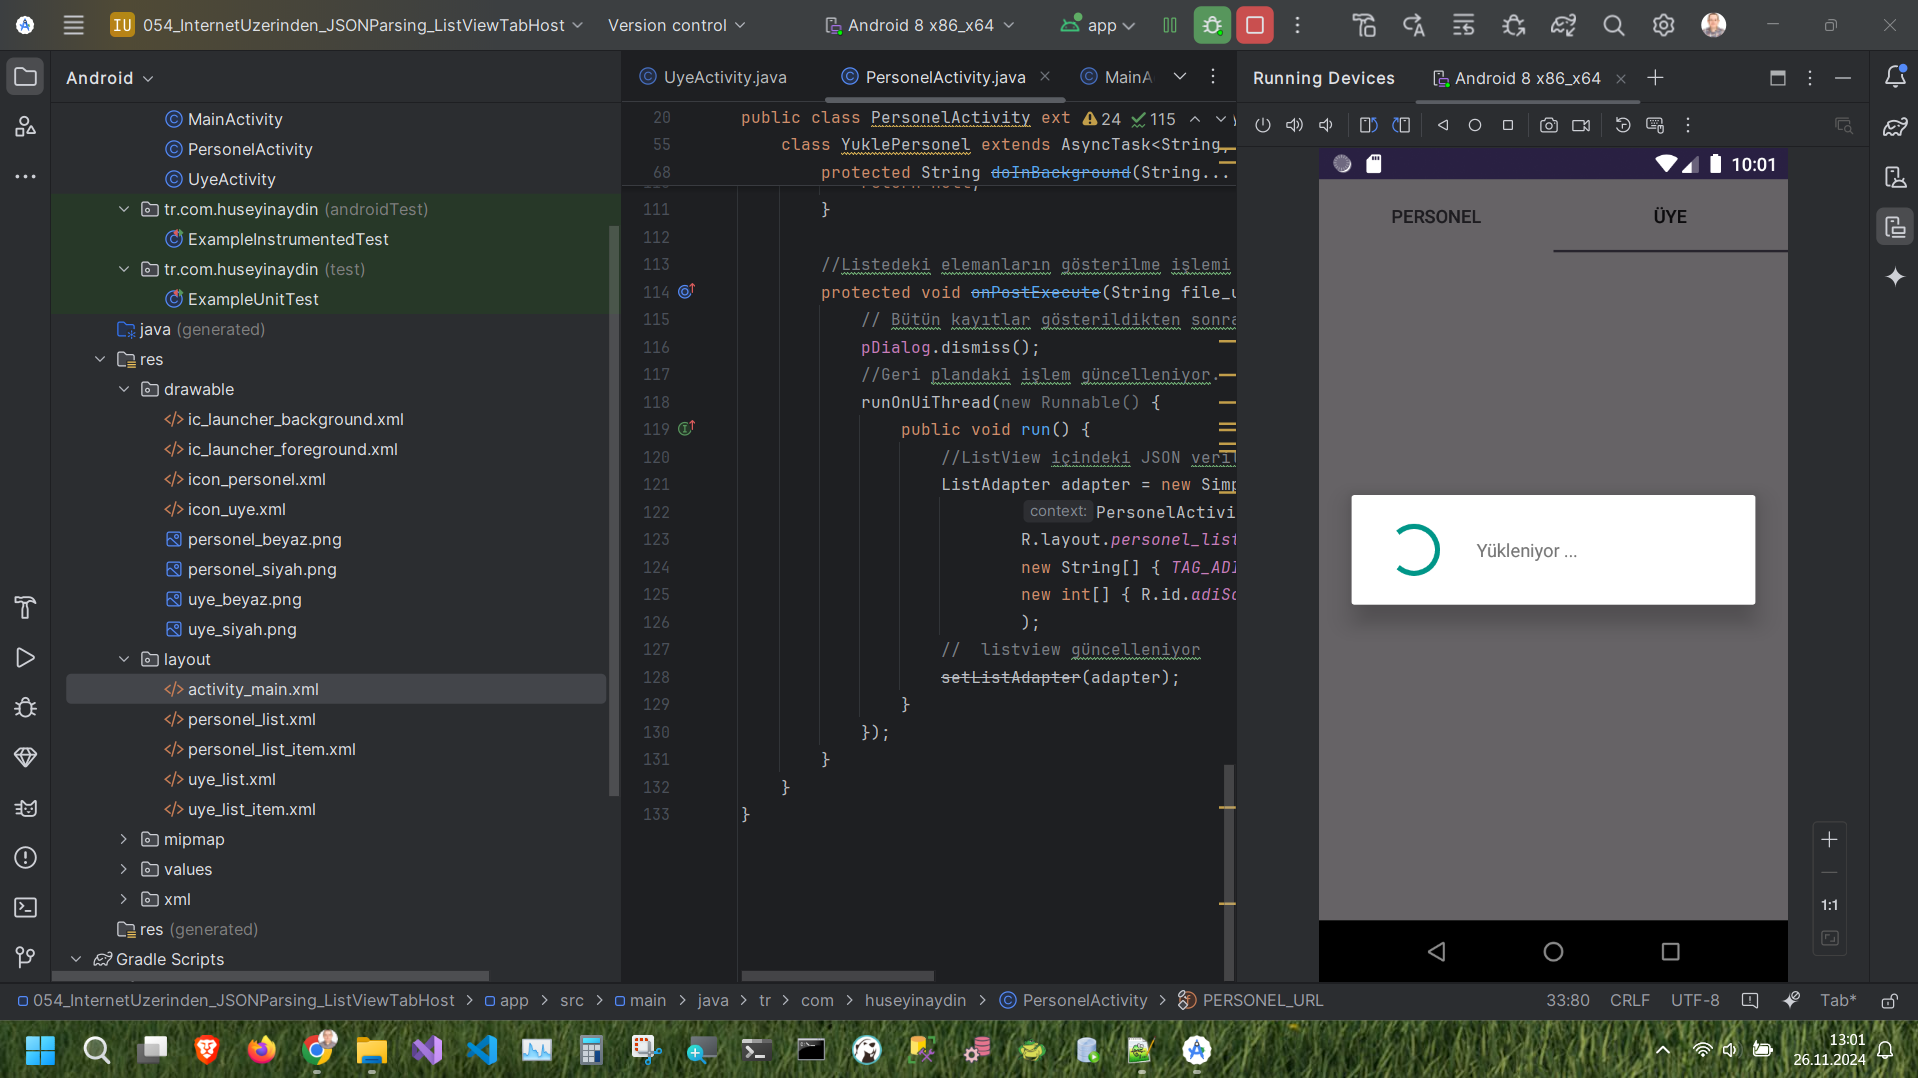 IU 054_InternetUzerinden_JSONParsing_ListViewTabHost Version control Android 8 x86_x64 app
Android
MainActivity
PersonelActivity
UyeActivity
tr.com.huseyinaydin (androidTest)
ExampleInstrumentedTest
tr.com.huseyinaydin (test)
ExampleUnitTest
java (generated)
res
drawable
ic_launcher_background.xml
ic_launcher_foreground.xml
icon_personel.xml
icon_uye.xml
personel_beyaz.png
personel_siyah.png
uye_beyaz.png
uye_siyah.png
layout
activity_main.xml
personel_list.xml
personel_list_item.xml
uye_list.xml
uye_list_item.xml
mipmap
values
xml
res (generated)
Gradle Scripts
UyeActivity.java PersonelActivity.java MainA
20 public class PersonelActivity ext 24 115
55 class YuklePersonel extends AsyncTask<String,
68 protected String doInBackground(String...
111 }
112
113 //Listedeki elemanların gösterilme işlemi
114 protected void onPostExecute(String file_u
115 // Bütün kayıtlar gösterildikten sonra
116 pDialog.dismiss();
117 //Geri plandaki işlem güncelleniyor.
118 runOnUiThread(new Runnable() {
119 public void run() {
120 //ListView içindeki JSON veril
121 ListAdapter adapter = new Simp
122 context: PersonelActivi
123 R.layout.personel_list
124 new String[] { TAG_ADI
125 new int[] { R.id.adiSo
126 );
127 // listview güncelleniyor
128 setListAdapter(adapter);
129 }
130 });
131 }
132 }
133 }
Running Devices Android 8 x86_x64
10:01
PERSONEL ÜYE
Yükleniyor ...
1:1
054_InternetUzerinden_JSONParsing_ListViewTabHost > app > src > main > java > tr > com > huseyinaydin > PersonelActivity > PERSONEL_URL 33:80 CRLF UTF-8 Tab*
13:01
26.11.2024